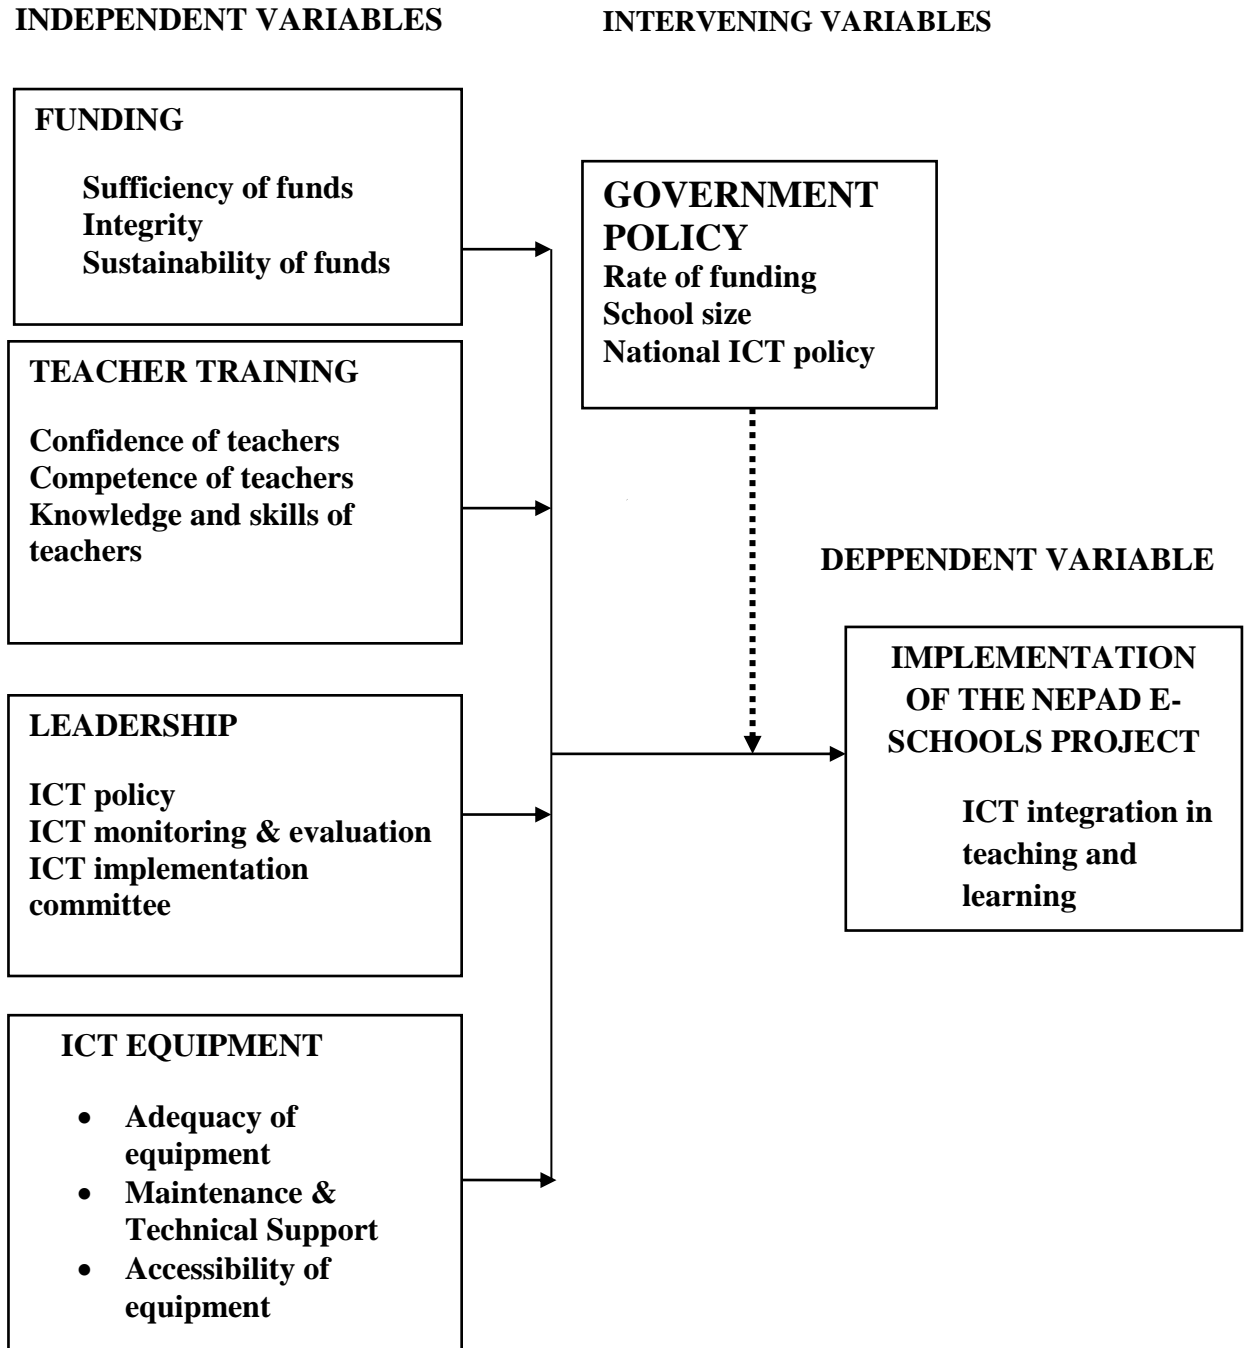 INDEPENDENT VARIABLES
INTERVENING VARIABLES
FUNDING
Sufficiency of funds
Integrity
Sustainability of funds
GOVERNMENT
POLICY
Rate of funding
School size
National ICT policy
TEACHER TRAINING
Confidence of teachers
Competence of teachers
Knowledge and skills of
teachers
DEPPENDENT VARIABLE
IMPLEMENTATION
OF THE NEPAD E-
SCHOOLS PROJECT
ICT integration in
teaching and
learning
LEADERSHIP
ICT policy
ICT monitoring & evaluation
ICT implementation
committee
ICT EQUIPMENT
• Adequacy of
equipment
• Maintenance &
Technical Support
• Accessibility of
equipment